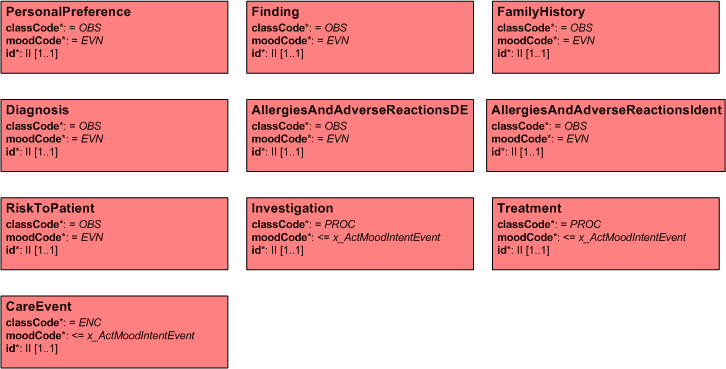 PersonalPreference
classCode*: = OBS
moodCode*: = EVN
id*: II [1..1]
Finding
classCode*: = OBS
moodCode*: = EVN
id*: II [1..1]
FamilyHistory
classCode*: = OBS
moodCode*: = EVN
id*: II [1..1]
Diagnosis
classCode*: = OBS
moodCode*: = EVN
id*: II [1..1]
AllergiesAndAdverseReactionsDE
classCode*: = OBS
moodCode*: = EVN
id*: II [1..1]
AllergiesAndAdverseReactionsIdent
classCode*: = OBS
moodCode*: = EVN
id*: II [1..1]
RiskToPatient
classCode*: = OBS
moodCode*: = EVN
id*: II [1..1]
Investigation
classCode*: = PROC
moodCode*: <= x_ActMoodIntentEvent
id*: II [1..1]
Treatment
classCode*: = PROC
moodCode*: <= x_ActMoodIntentEvent
id*: II [1..1]
CareEvent
classCode*: = ENC
moodCode*: <= x_ActMoodIntentEvent
id*: II [1..1]